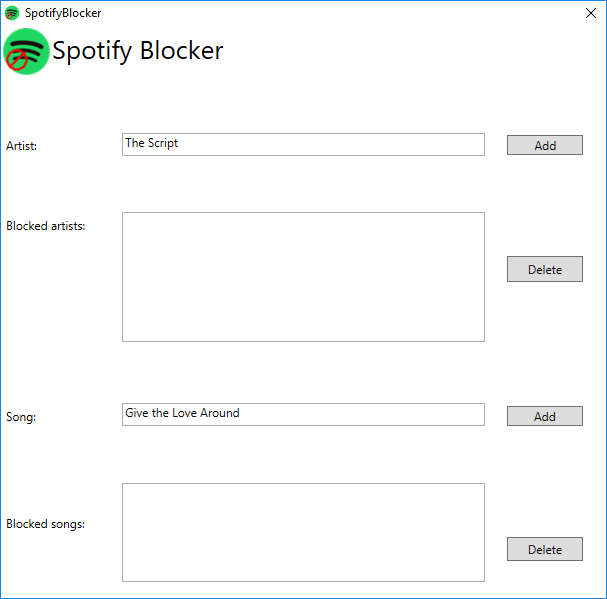 SpotifyBlocker
Spotify Blocker
Artist:
The Script
Add
Blocked artists:
Delete
Song:
Give the Love Around
Add
Blocked songs:
Delete